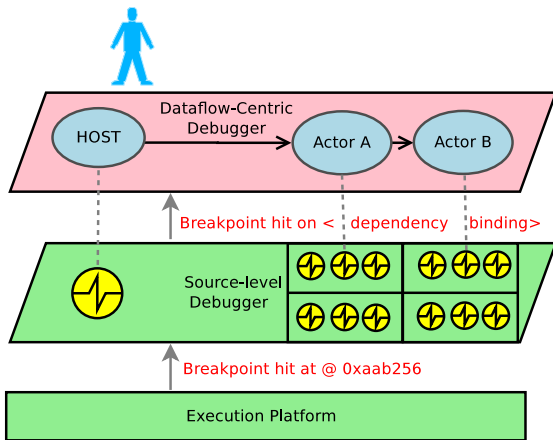 Dataflow-Centric
Debugger
HOST
Actor A
Actor B
Breakpoint hit on < dependency binding>
Source-level
Debugger
Breakpoint hit at @ 0xaab256
Execution Platform